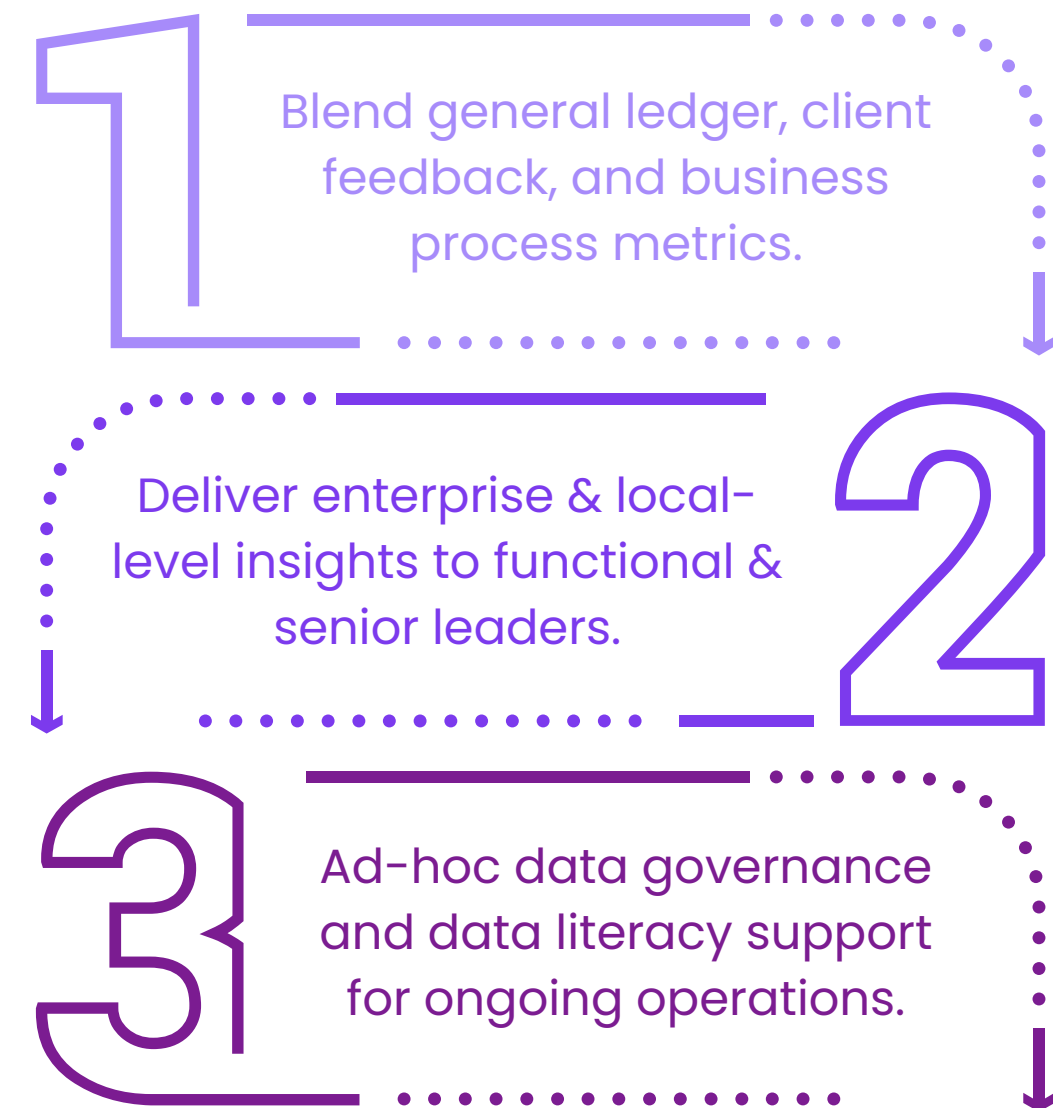 1
Blend general ledger, client
feedback, and business
process metrics.
2
Deliver enterprise & local-
level insights to functional &
senior leaders.
3
Ad-hoc data governance
and data literacy support
for ongoing operations.